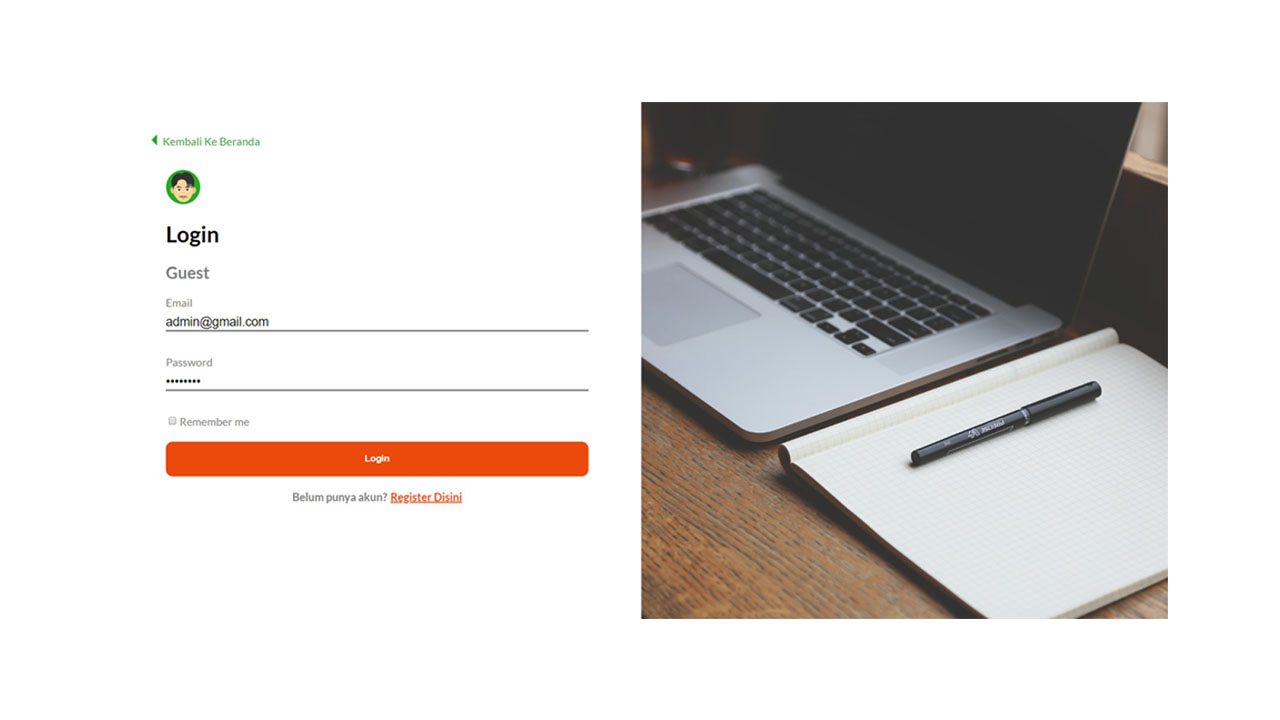 Kembali Ke Beranda
Login
Guest
Email
admin@gmail.com
Password
••••••••
Remember me
Login
Belum punya akun? Register Disini